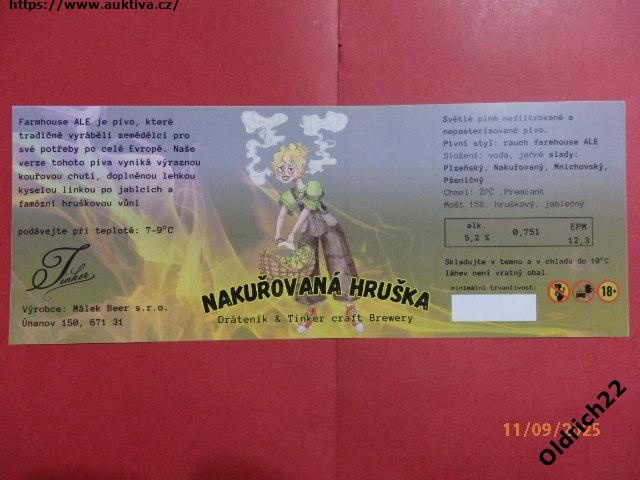 https://www.auktiva.cz/
Farmhouse ALE je pivo, které
tradičně vyráběli zemědělci pro
své potřeby po celé Evropě. Naše
verze tohoto piva vyniká výraznou
kouřovou chutí, doplněnou lehkou
kyselou linkou po jablcích a
famózní hruškovou vůní
podávejte při teplotě: 7-9°C
Tinker
Výrobce: Málek Beer s.r.o.
Únanov 150, 671 31
NAKUŘOVANÁ HRUŠKA
Dráteník & Tinker craft Brewery
Světlé plné nefiltrované a
nepasterizované pivo.
Pivní styl: rauch farmhouse ALE
Složení: voda, ječné slady:
Plzeňský, Nakuřovaný, Mnichovský,
Pšeničný
Chmel: ŽPČ ,Premiant
Mošt 15%: hruškový, jablečný
alk.
5,2 %
0,75l
EPM
12,3
Skladujte v temnu a v chladu do 10°C
láhev není vratný obal
minimální trvanlivost:
18+
11/09/2025
Oldrich22